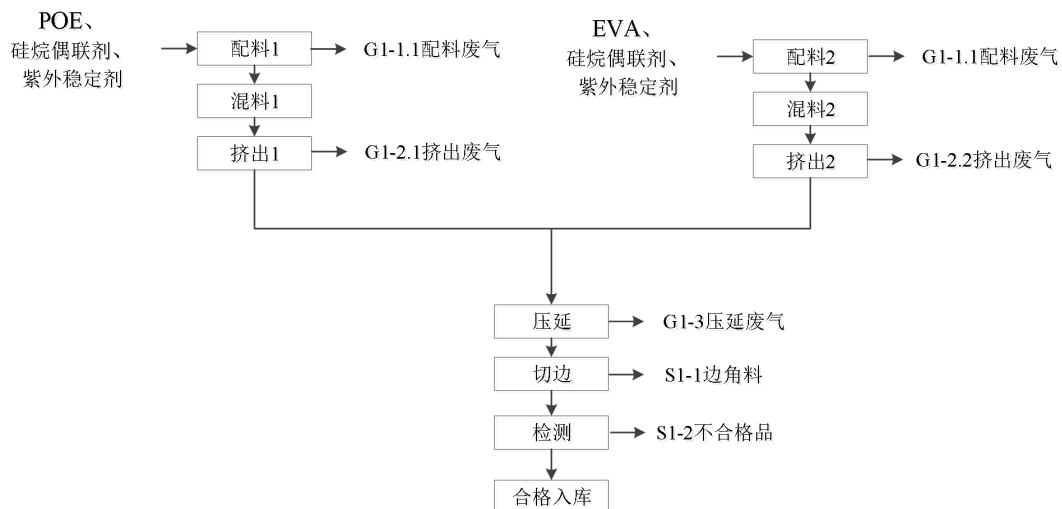 POE、
硅烷偶联剂、
紫外稳定剂
配料1
G1-1.1配料废气
混料1
挤出1
G1-2.1挤出废气
EVA、
硅烷偶联剂、
紫外稳定剂
配料2
G1-1.1配料废气
混料2
挤出2
G1-2.2挤出废气
压延
G1-3压延废气
切边
S1-1边角料
检测
S1-2不合格品
合格入库